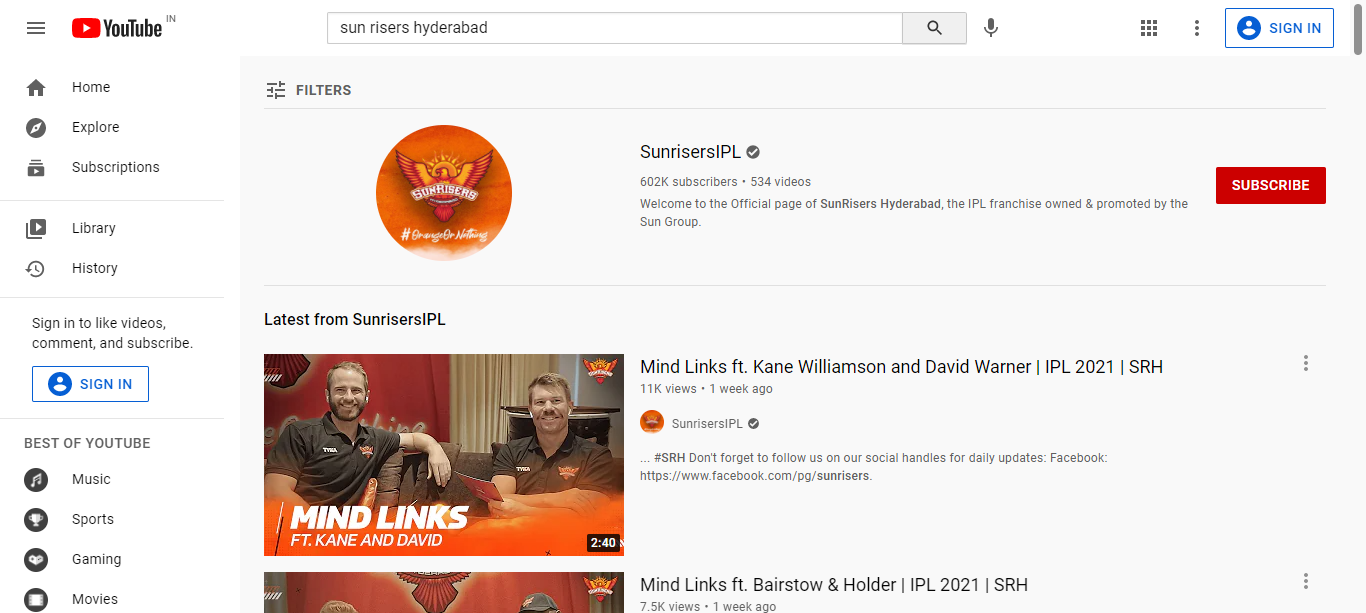 YouTube IN
sun risers hyderabad
SIGN IN
Home
Explore
Subscriptions
Library
History
Sign in to like videos,
comment, and subscribe.
SIGN IN
BEST OF YOUTUBE
Music
Sports
Gaming
Movies
FILTERS
SUNRISERS
#OrangeOrNothing
SunrisersIPL
602K subscribers • 534 videos
Welcome to the Official page of SunRisers Hyderabad, the IPL franchise owned & promoted by the
Sun Group.
SUBSCRIBE
Latest from SunrisersIPL
TYKA
TYKA
MIND LINKS
FT. KANE AND DAVID
2:40
Mind Links ft. Kane Williamson and David Warner | IPL 2021 | SRH
11K views • 1 week ago
SunrisersIPL
... #SRH Don't forget to follow us on our social handles for daily updates: Facebook:
https://www.facebook.com/pg/sunrisers.
Mind Links ft. Bairstow & Holder | IPL 2021 | SRH
7.5K views • 1 week ago